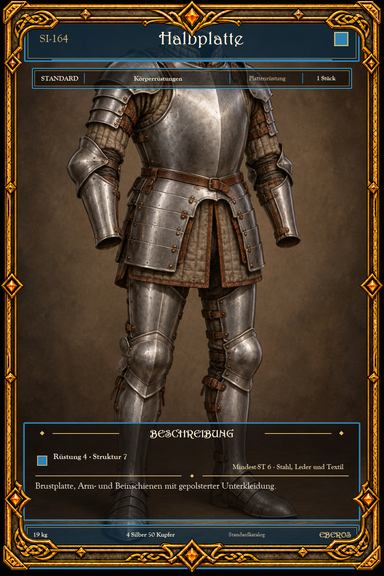 SI-164
Halbplatte
STANDARD Körperrüstungen Plattenrüstung 1 Stück
BESCHREIBUNG
Rüstung 4 · Struktur 7
Mindest-ST 6 · Stahl, Leder und Textil
Brustplatte, Arm- und Beinschienen mit gepolsterter Unterkleidung.
19 kg 4 Silber 50 Kupfer Standardkatalog EBEROS